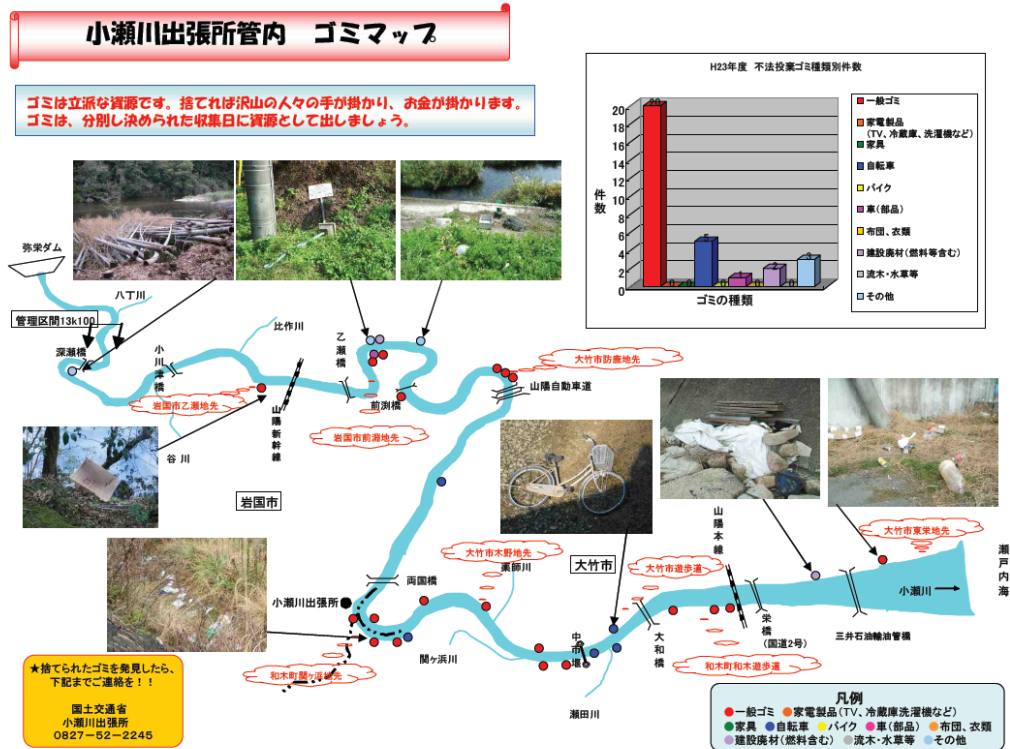 小瀬川出張所管内　ゴミマップ
ゴミは立派な資源です。捨てれば沢山の人々の手が掛かり、お金が掛かります。
ゴミは、分別し決められた収集日に資源として出しましょう。
H23年度 不法投棄ゴミ種類別件数
20
18
16
14
12
10
8
6
4
2
0
件数
ゴミの種類
一般ゴミ
家電製品
(TV、冷蔵庫、洗濯機など)
家具
自転車
バイク
車(部品)
布団、衣類
建設廃材(燃料等含む)
流木・水草等
その他
弥栄ダム
八丁川
管理区間13k100
深瀬橋
小川津橋
比作川
乙瀬橋
前渕橋
山陽自動車道
大竹市防鹿地先
岩国市乙瀬地先
山陽新幹線
岩国市前淵地先
谷川
岩国市
大竹市木野地先
薬師川
大竹市
大竹市遊歩道
山陽本線
大竹市東栄地先
瀬戸内海
両国橋
小瀬川出張所
小瀬川
関ヶ浜川
中市堰
大和橋
栄橋
(国道2号)
三井石油輸油管橋
和木町関ヶ浜地先
和木町和木遊歩道
瀬田川
★捨てられたゴミを発見したら、
下記までご連絡を！！
国土交通省
小瀬川出張所
0827－52－2245
凡例
一般ゴミ 家電製品(TV、冷蔵庫洗濯機など)
家具 自転車 バイク 車(部品) 布団、衣類
建設廃材(燃料含む) 流木・水草等 その他